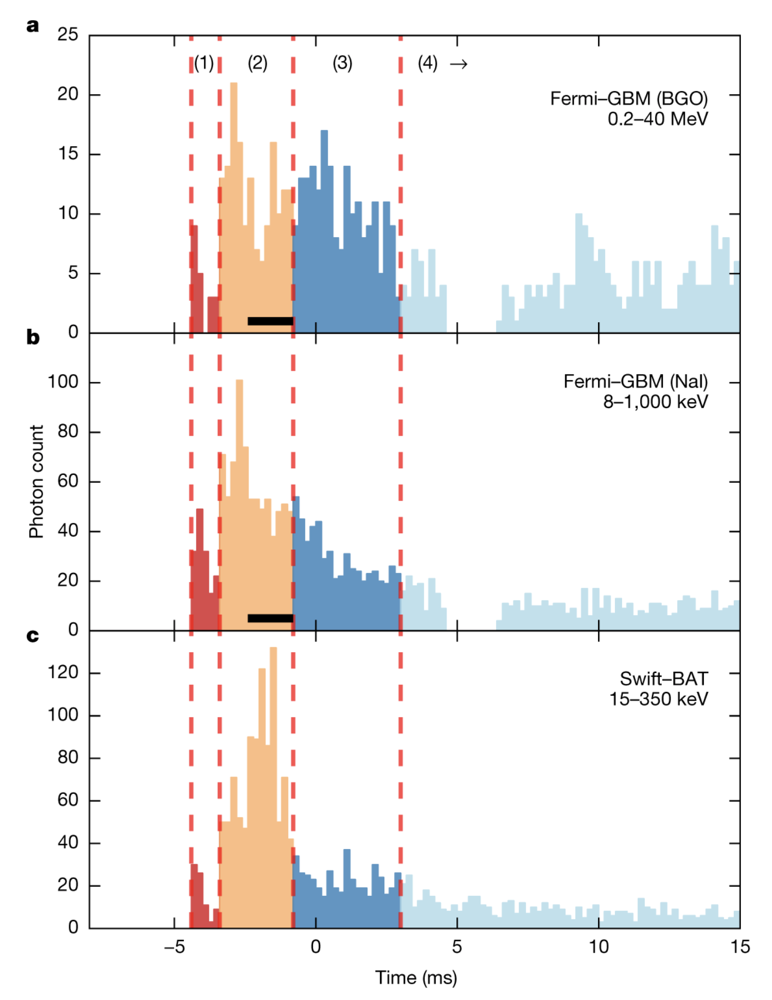 a
25
20
15
10
5
0
(1)
(2)
(3)
(4) →
Fermi–GBM (BGO)
0.2–40 MeV
b
100
80
60
40
20
0
Fermi–GBM (NaI)
8–1,000 keV
Photon count
c
120
100
80
60
40
20
0
Swift–BAT
15–350 keV
–5
0
5
10
15
Time (ms)